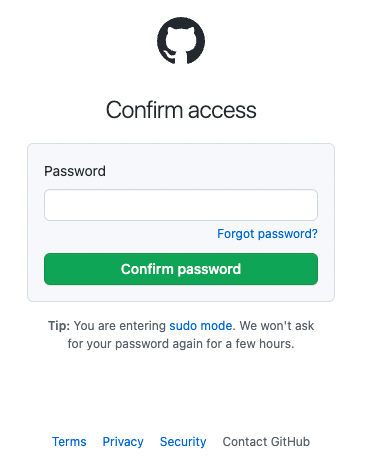 Confirm access
Password
Forgot password?
Confirm password
Tip: You are entering sudo mode. We won't ask
for your password again for a few hours.
Terms Privacy Security Contact GitHub